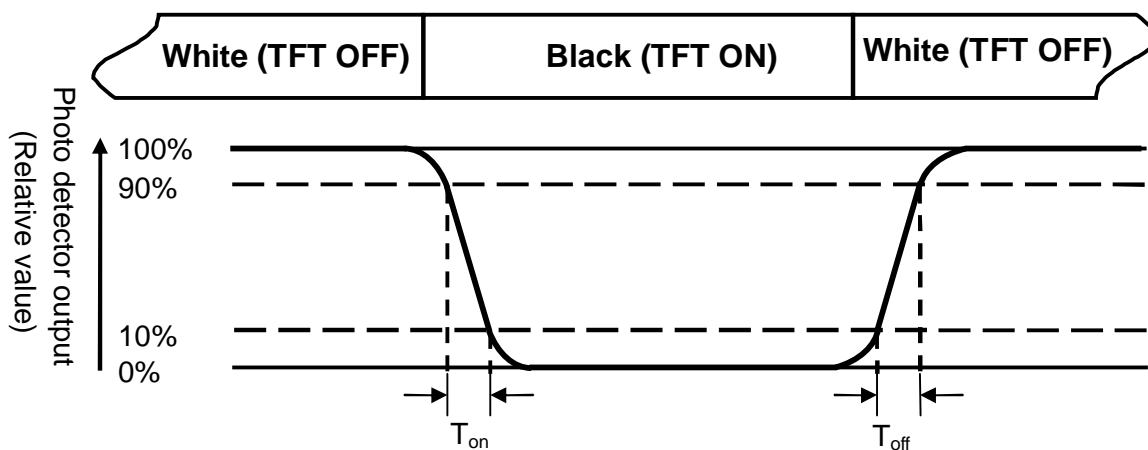 White (TFT OFF)
Black (TFT ON)
White (TFT OFF)
Photo detector output
(Relative value)
100%
90%
10%
0%
Ton
Toff